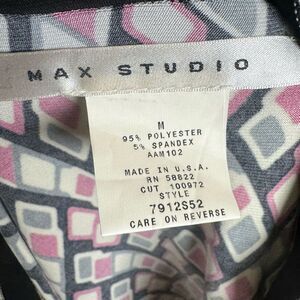 MAX STUDIO
M
95% POLYESTER
5% SPANDEX
AAM102
MADE IN U.S.A.
RN 58822
CUT 100972
STYLE
7912S52
CARE ON REVERSE